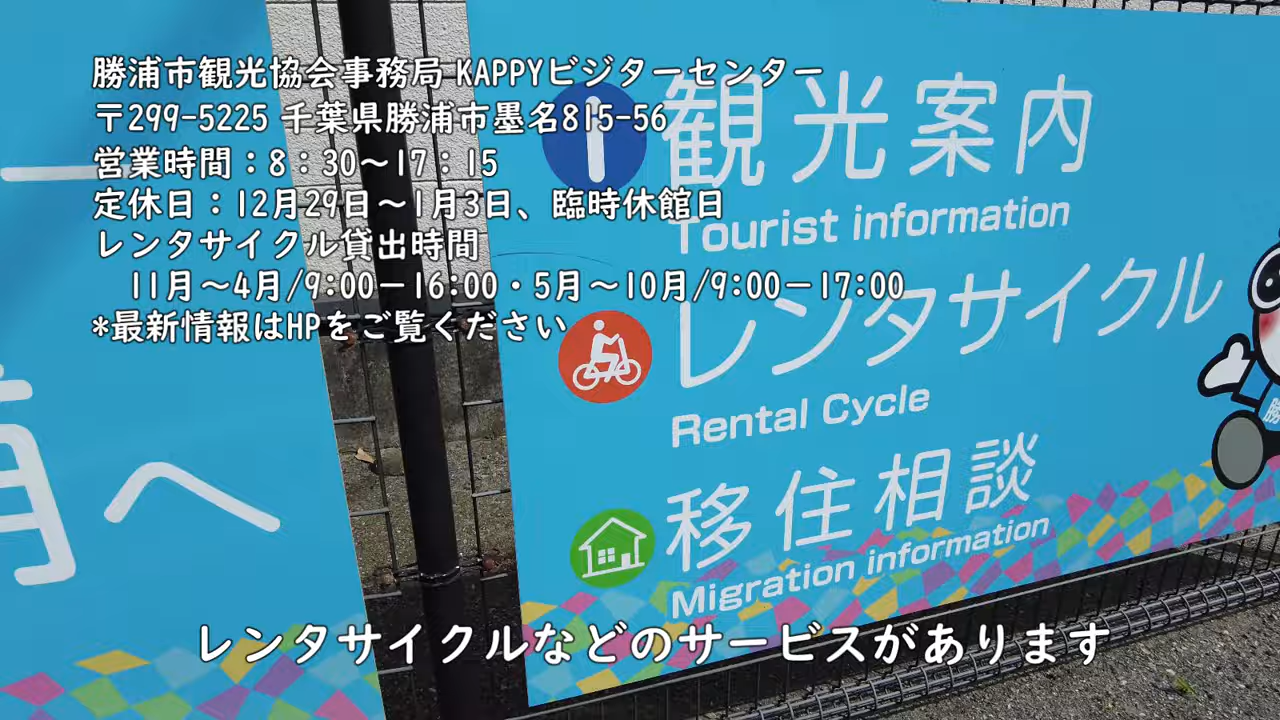 勝浦市観光協会事務局 KAPPYビジターセンター
〒299-5225 千葉県勝浦市墨名815-56
営業時間：8：30～17：15
定休日：12月29日～1月3日、臨時休館日
レンタサイクル貸出時間
11月～4月/9:00－16:00・5月～10月/9:00－17:00
*最新情報はHPをご覧ください
観光案内
Tourist information
レンタサイクル
Rental Cycle
移住相談
Migration information
へ
勝
レンタサイクルなどのサービスがあります